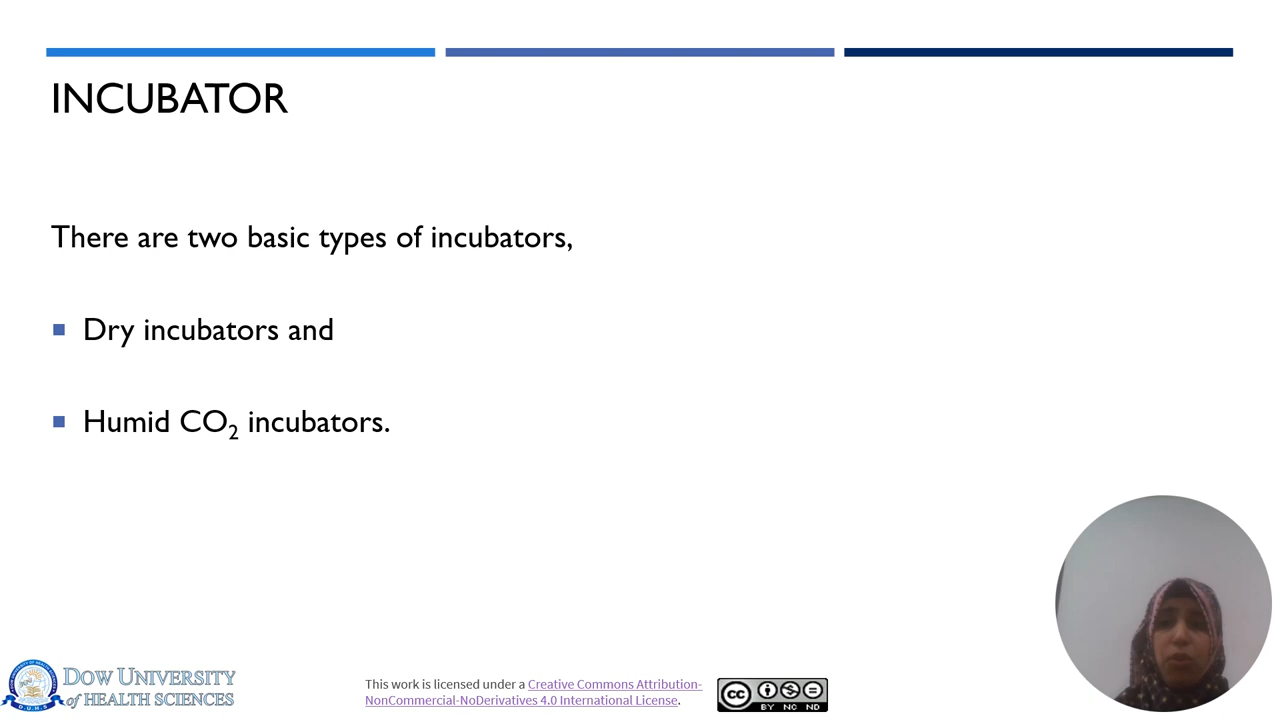 INCUBATOR
There are two basic types of incubators,
Dry incubators and
Humid CO₂ incubators.
DOW UNIVERSITY
of HEALTH SCIENCES
D.U.H.S
This work is licensed under a Creative Commons Attribution-
NonCommercial-NoDerivatives 4.0 International License.
cc
BY NC ND